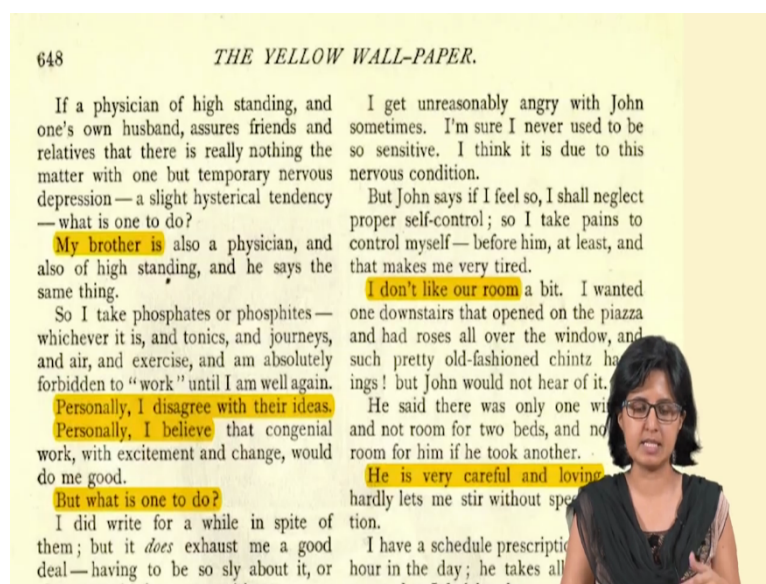 648
THE YELLOW WALL-PAPER.
If a physician of high standing, and
one's own husband, assures friends and
relatives that there is really nothing the
matter with one but temporary nervous
depression — a slight hysterical tendency
— what is one to do?
My brother is also a physician, and
also of high standing, and he says the
same thing.
So I take phosphates or phosphites —
whichever it is, and tonics, and journeys,
and air, and exercise, and am absolutely
forbidden to "work" until I am well again.
Personally, I disagree with their ideas.
Personally, I believe that congenial
work, with excitement and change, would
do me good.
But what is one to do?
I did write for a while in spite of
them; but it does exhaust me a good
deal — having to be so sly about it, or
I get unreasonably angry with John
sometimes. I'm sure I never used to be
so sensitive. I think it is due to this
nervous condition.
But John says if I feel so, I shall neglect
proper self-control; so I take pains to
control myself — before him, at least, and
that makes me very tired.
I don't like our room a bit. I wanted
one downstairs that opened on the piazza
and had roses all over the window, and
such pretty old-fashioned chintz
ings! but John would not hear of it.
He said there was only one
and not room for two beds, and
room for him if he took another.
He is very careful and loving
hardly lets me stir without
tion.
I have a schedule
hour in the day; he takes all